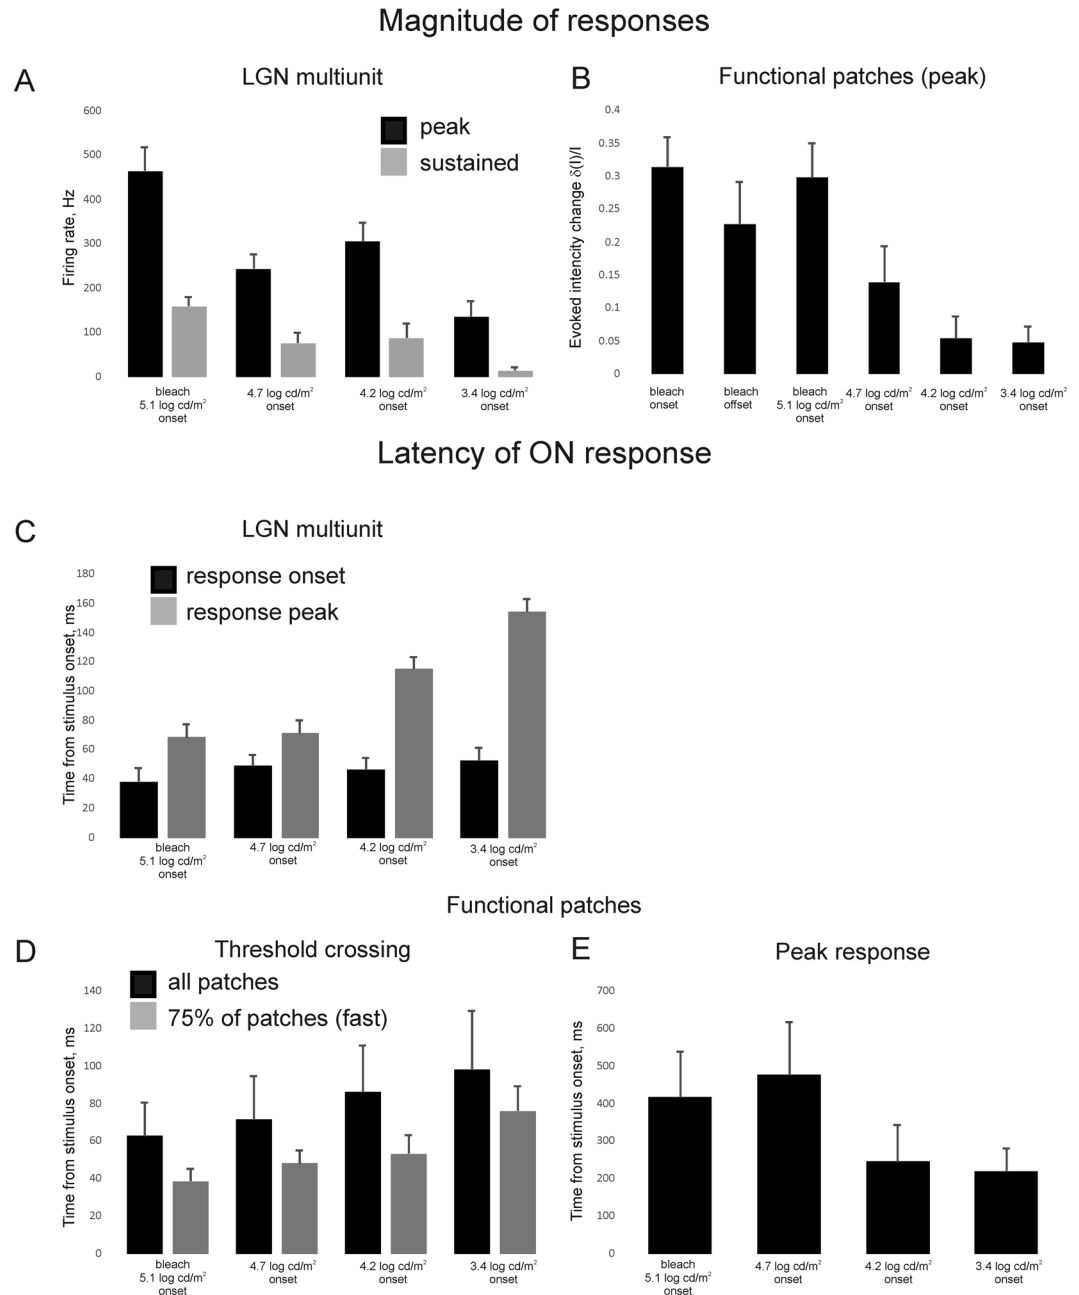 Magnitude of responses
A
LGN multiunit
peak
sustained
Firing rate, Hz
600
500
400
300
200
100
0
bleach
5.1 log cd/m²
onset
4.7 log cd/m²
onset
4.2 log cd/m²
onset
3.4 log cd/m²
onset
B
Functional patches (peak)
Evoked intencity change δ(I)/I
0.4
0.35
0.3
0.25
0.2
0.15
0.1
0.05
0
bleach
onset
bleach
offset
bleach
5.1 log cd/m²
onset
4.7 log cd/m²
onset
4.2 log cd/m²
onset
3.4 log cd/m²
onset
Latency of ON response
C
LGN multiunit
response onset
response peak
Time from stimulus onset, ms
180
160
140
120
100
80
60
40
20
0
bleach
5.1 log cd/m²
onset
4.7 log cd/m²
onset
4.2 log cd/m²
onset
3.4 log cd/m²
onset
Functional patches
D
Threshold crossing
all patches
75% of patches (fast)
Time from stimulus onset, ms
140
120
100
80
60
40
20
0
bleach
5.1 log cd/m²
onset
4.7 log cd/m²
onset
4.2 log cd/m²
onset
3.4 log cd/m²
onset
E
Peak response
Time from stimulus onset, ms
700
600
500
400
300
200
100
0
bleach
5.1 log cd/m²
onset
4.7 log cd/m²
onset
4.2 log cd/m²
onset
3.4 log cd/m²
onset